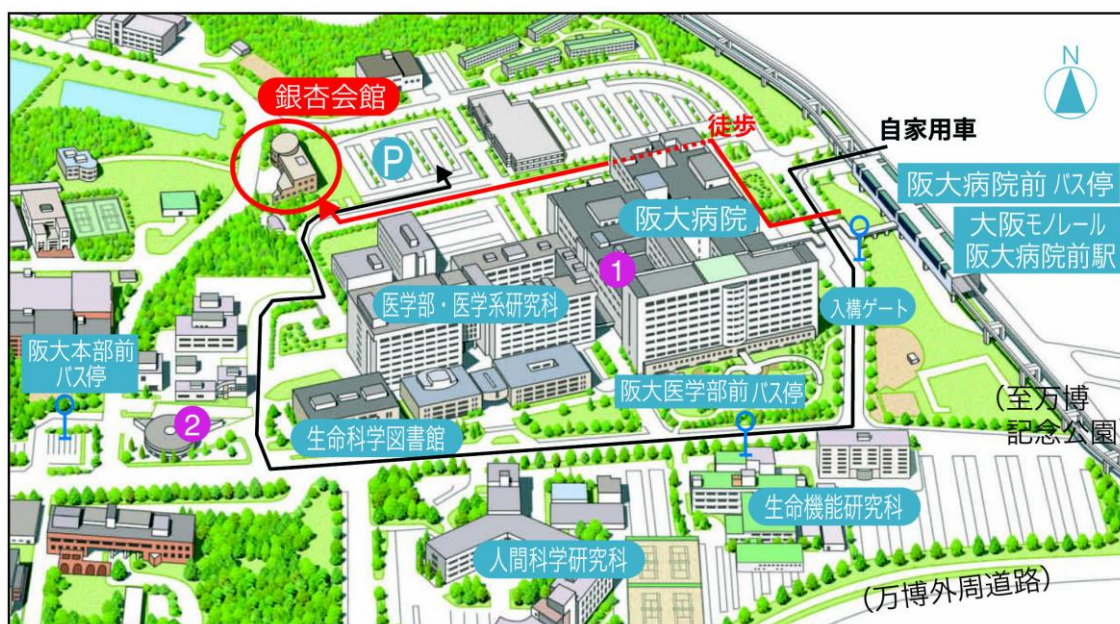 N
銀杏会館
徒歩
自家用車
P
阪大病院前 バス停
大阪モノレール
阪大病院前駅
阪大病院
1
医学部・医学系研究科
入構ゲート
阪大本部前
バス停
阪大医学部前 バス停
(至万博
記念公園)
2
生命科学図書館
生命機能研究科
人間科学研究科
(万博外周道路)